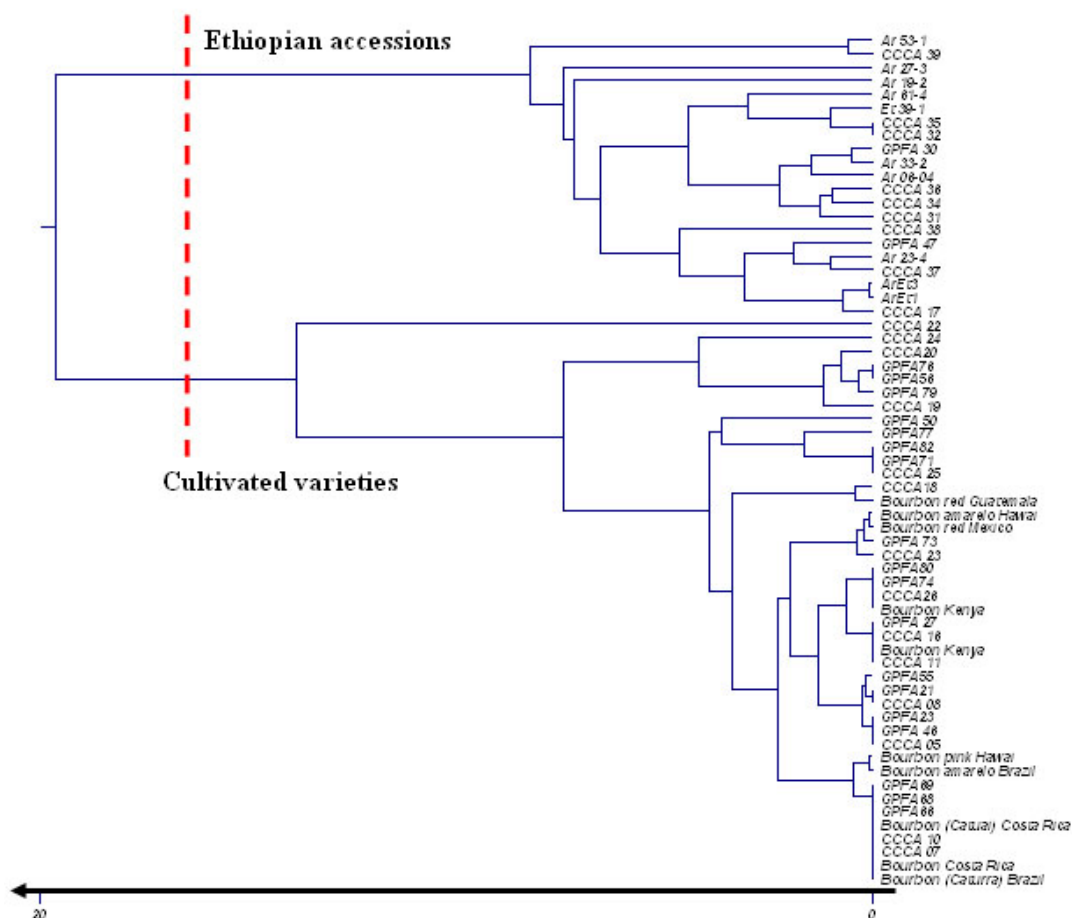 Ethiopian accessions
Ar 53-1
CCCA 39
Ar 27-3
Ar 19-2
Ar 61-4
Et 39-1
CCCA 35
CCCA 32
GPFA 30
Ar 33-2
Ar 06-04
CCCA 36
CCCA 34
CCCA 31
CCCA 38
GPFA 47
Ar 23-4
CCCA 37
ArEt3
ArEt1
CCCA 17
CCCA 22
CCCA 24
CCCA20
GPFA76
GPFA56
GPFA 79
CCCA 19
GPFA 50
GPFA77
GPFA82
GPFA71
CCCA 25
Cultivated varieties
CCCA18
Bourbon red Guatemala
Bourbon amarelo Hawai
Bourbon red Mexico
GPFA 73
CCCA 23
GPFA80
GPFA74
CCCA26
Bourbon Kenya
GPFA 27
CCCA 16
Bourbon Kenya
CCCA 11
GPFA55
GPFA21
CCCA 08
GPFA23
GPFA 46
CCCA 05
Bourbon pink Hawai
Bourbon amarelo Brazil
GPFA69
GPFA68
GPFA66
Bourbon (Catuai) Costa Rica
CCCA 10
CCCA 07
Bourbon Costa Rica
Bourbon (Caturra) Brazil
20
0